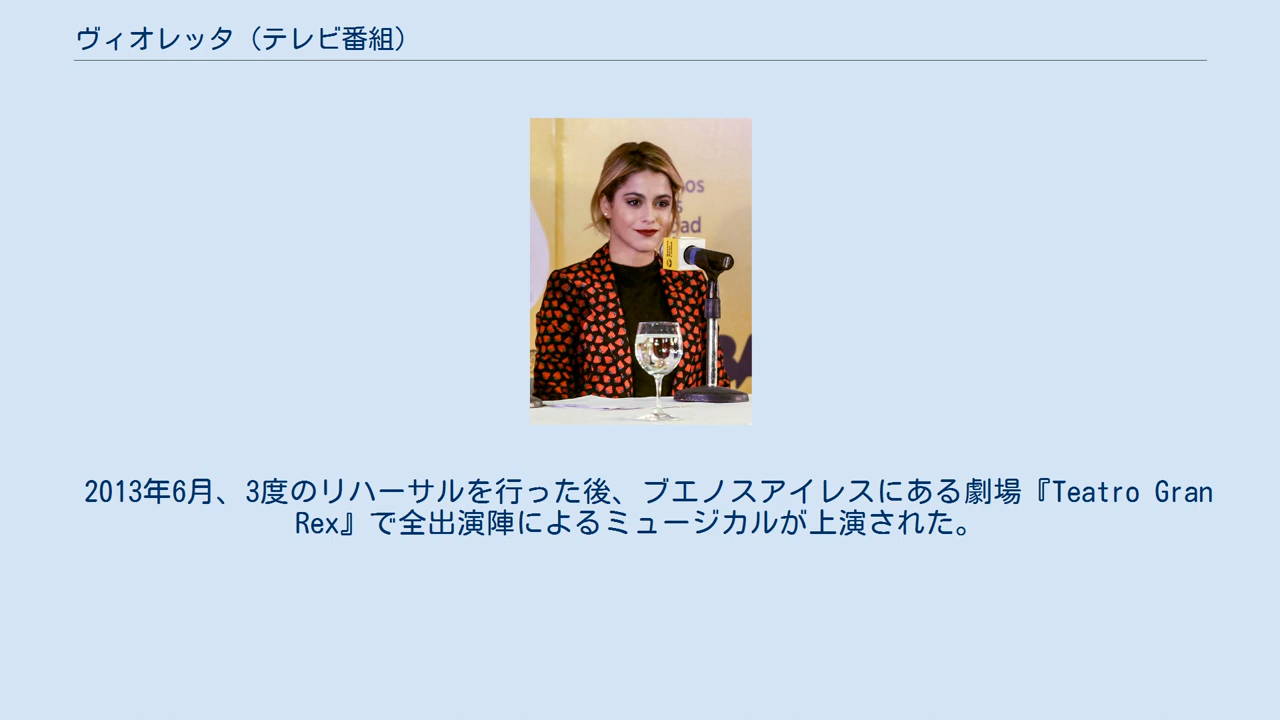 ヴィオレッタ（テレビ番組）
os
s
oad
2013年6月、3度のリハーサルを行った後、ブエノスアイレスにある劇場『Teatro Gran
Rex』で全出演陣によるミュージカルが上演された。